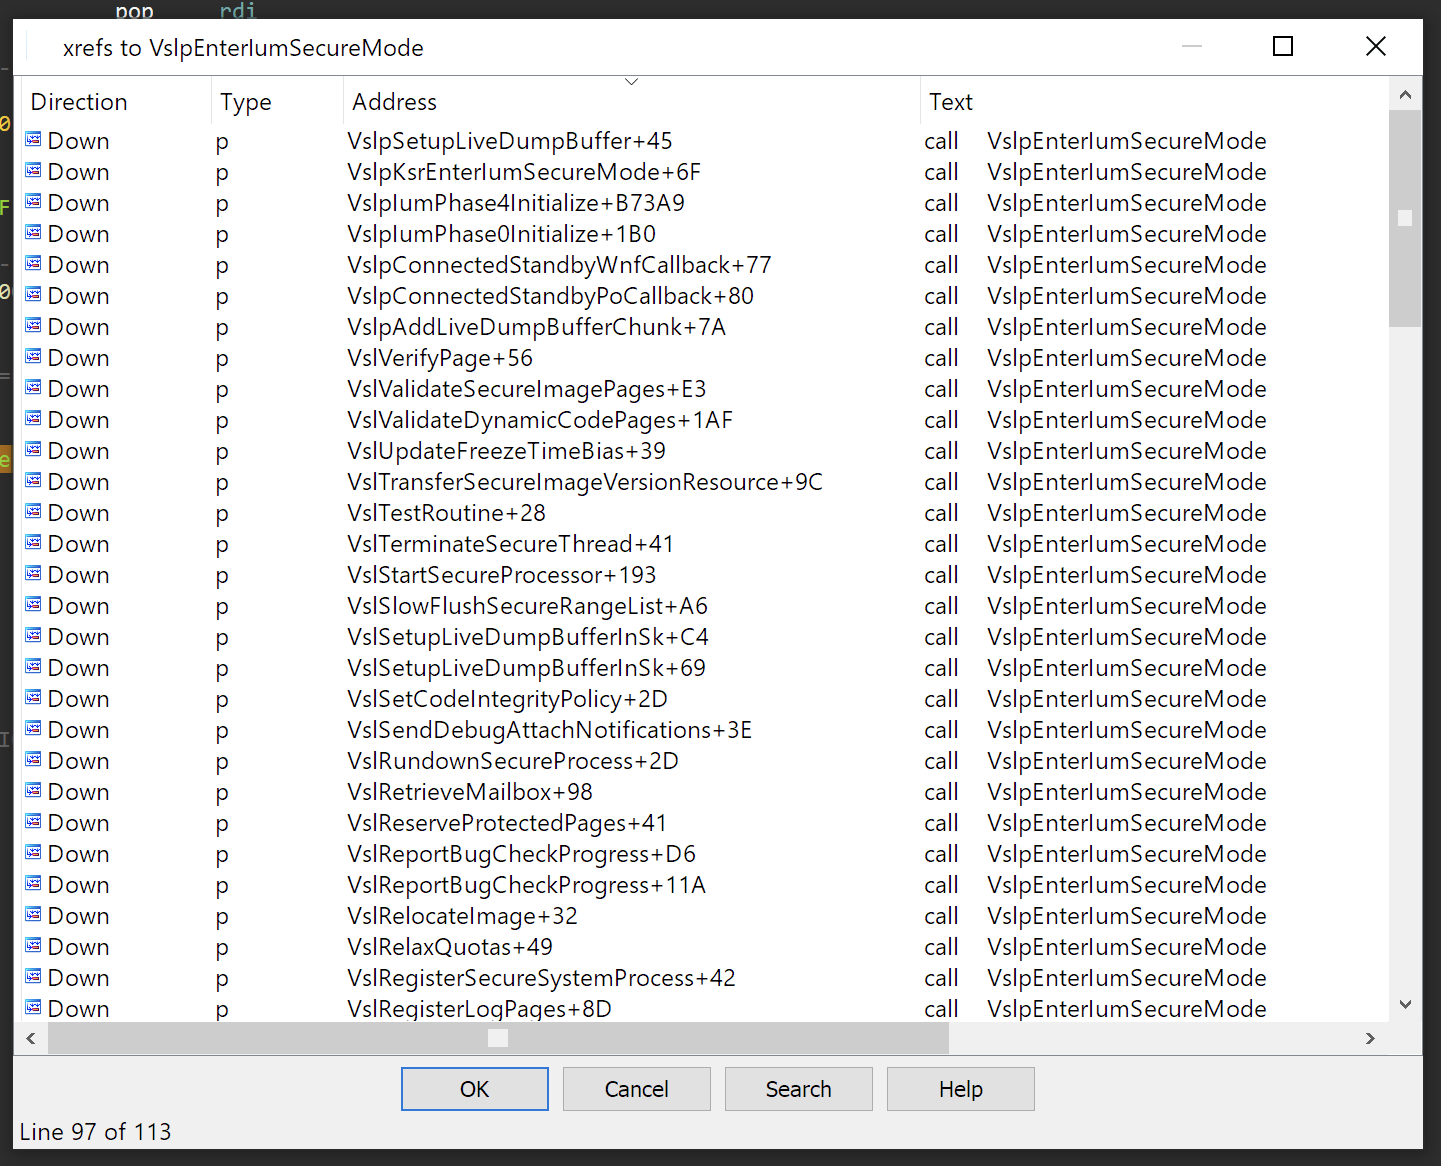 pop rdi
xrefs to VslpEnterIumSecureMode
Direction Type Address Text
Down p VslpSetupLiveDumpBuffer+45 call VslpEnterIumSecureMode
Down p VslpKsrEnterIumSecureMode+6F call VslpEnterIumSecureMode
Down p VslpIumPhase4Initialize+B73A9 call VslpEnterIumSecureMode
Down p VslpIumPhase0Initialize+1B0 call VslpEnterIumSecureMode
Down p VslpConnectedStandbyWnfCallback+77 call VslpEnterIumSecureMode
Down p VslpConnectedStandbyPoCallback+80 call VslpEnterIumSecureMode
Down p VslpAddLiveDumpBufferChunk+7A call VslpEnterIumSecureMode
Down p VslVerifyPage+56 call VslpEnterIumSecureMode
Down p VslValidateSecureImagePages+E3 call VslpEnterIumSecureMode
Down p VslValidateDynamicCodePages+1AF call VslpEnterIumSecureMode
Down p VslUpdateFreezeTimeBias+39 call VslpEnterIumSecureMode
Down p VslTransferSecureImageVersionResource+9C call VslpEnterIumSecureMode
Down p VslTestRoutine+28 call VslpEnterIumSecureMode
Down p VslTerminateSecureThread+41 call VslpEnterIumSecureMode
Down p VslStartSecureProcessor+193 call VslpEnterIumSecureMode
Down p VslSlowFlushSecureRangeList+A6 call VslpEnterIumSecureMode
Down p VslSetupLiveDumpBufferInSk+C4 call VslpEnterIumSecureMode
Down p VslSetupLiveDumpBufferInSk+69 call VslpEnterIumSecureMode
Down p VslSetCodeIntegrityPolicy+2D call VslpEnterIumSecureMode
Down p VslSendDebugAttachNotifications+3E call VslpEnterIumSecureMode
Down p VslRundownSecureProcess+2D call VslpEnterIumSecureMode
Down p VslRetrieveMailbox+98 call VslpEnterIumSecureMode
Down p VslReserveProtectedPages+41 call VslpEnterIumSecureMode
Down p VslReportBugCheckProgress+D6 call VslpEnterIumSecureMode
Down p VslReportBugCheckProgress+11A call VslpEnterIumSecureMode
Down p VslRelocateImage+32 call VslpEnterIumSecureMode
Down p VslRelaxQuotas+49 call VslpEnterIumSecureMode
Down p VslRegisterSecureSystemProcess+42 call VslpEnterIumSecureMode
Down p VslRegisterLogPages+8D call VslpEnterIumSecureMode
OK Cancel Search Help
Line 97 of 113